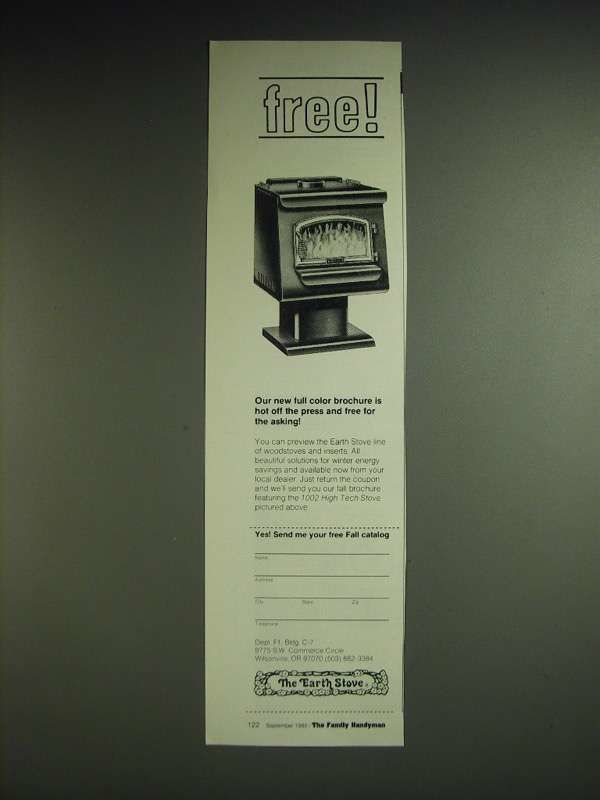 free!
Our new full color brochure is
hot off the press and free for
the asking!
You can preview the Earth Stove line
of woodstoves and inserts. All
beautiful solutions for winter energy
savings and available now from your
local dealer. Just return the coupon
and we'll send you our fall brochure
featuring the 1002 High Tech Stove
pictured above.
Yes! Send me your free Fall catalog
Name
Address
City State Zip
Telephone
Dept. F1, Bldg. C-7
9775 S.W. Commerce Circle
Wilsonville, OR 97070 (503) 682-3384
The Earth Stove
122 September The Family Handyman